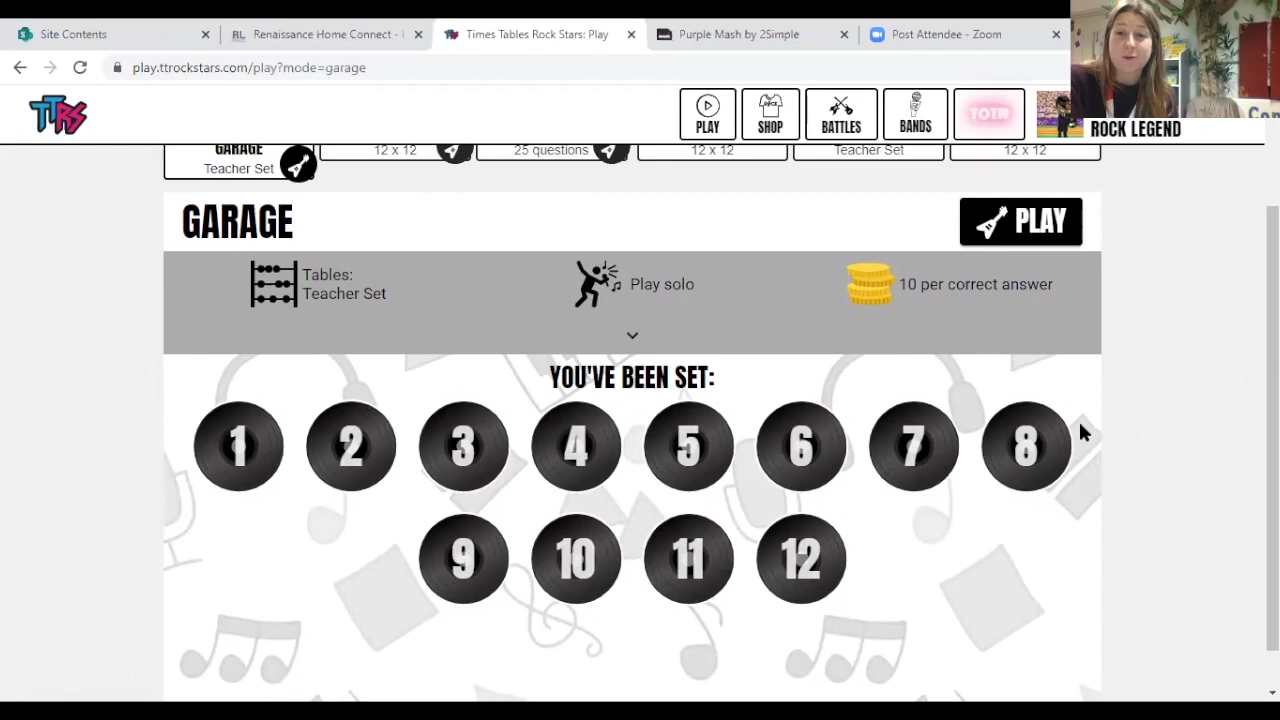 Site Contents
RL Renaissance Home Connect -
Times Tables Rock Stars: Play
Purple Mash by 2Simple
Post Attendee - Zoom
play.ttrockstars.com/play?mode=garage
TTRS
PLAY
SHOP
BATTLES
BANDS
YOTR
ROCK LEGEND
GARAGE
Teacher Set
12 x 12
25 questions
12 x 12
Teacher Set
12 x 12
GARAGE
PLAY
Tables:
Teacher Set
Play solo
10 per correct answer
YOU'VE BEEN SET:
1 2 3 4 5 6 7 8
9 10 11 12